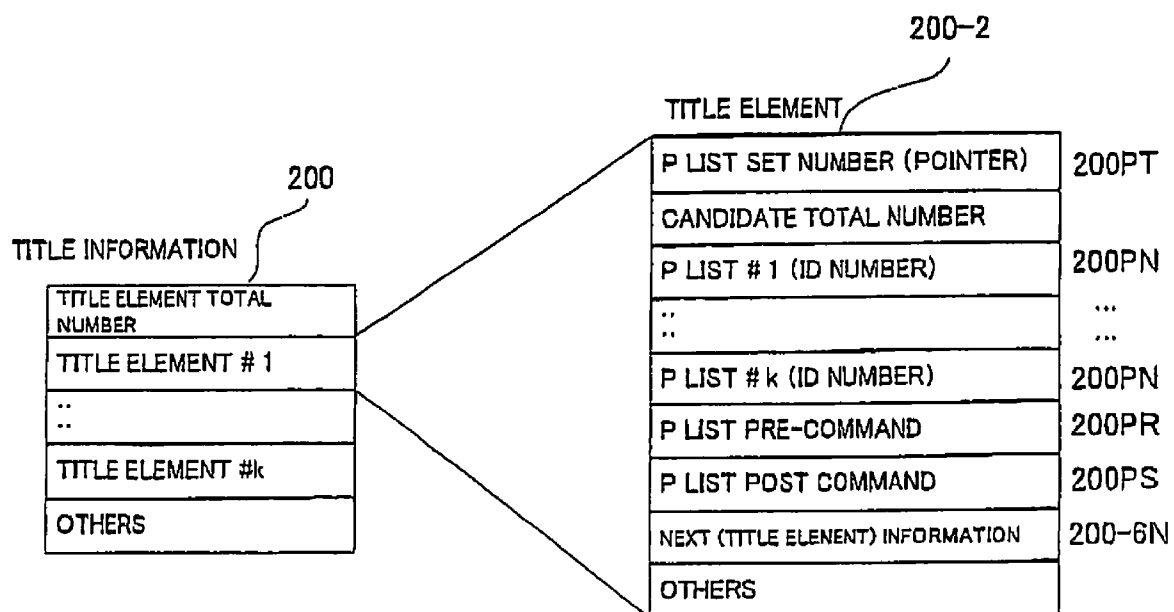 200-2
TITLE ELEMENT
P LIST SET NUMBER (POINTER) 200PT
CANDIDATE TOTAL NUMBER
P LIST #1 (ID NUMBER) 200PN
:: ...
...
P LIST #k (ID NUMBER) 200PN
P LIST PRE-COMMAND 200PR
P LIST POST COMMAND 200PS
NEXT (TITLE ELENENT) INFORMATION 200-6N
OTHERS
200
TITLE INFORMATION
TITLE ELEMENT TOTAL
NUMBER
TITLE ELEMENT #1
::
TITLE ELEMENT #k
OTHERS